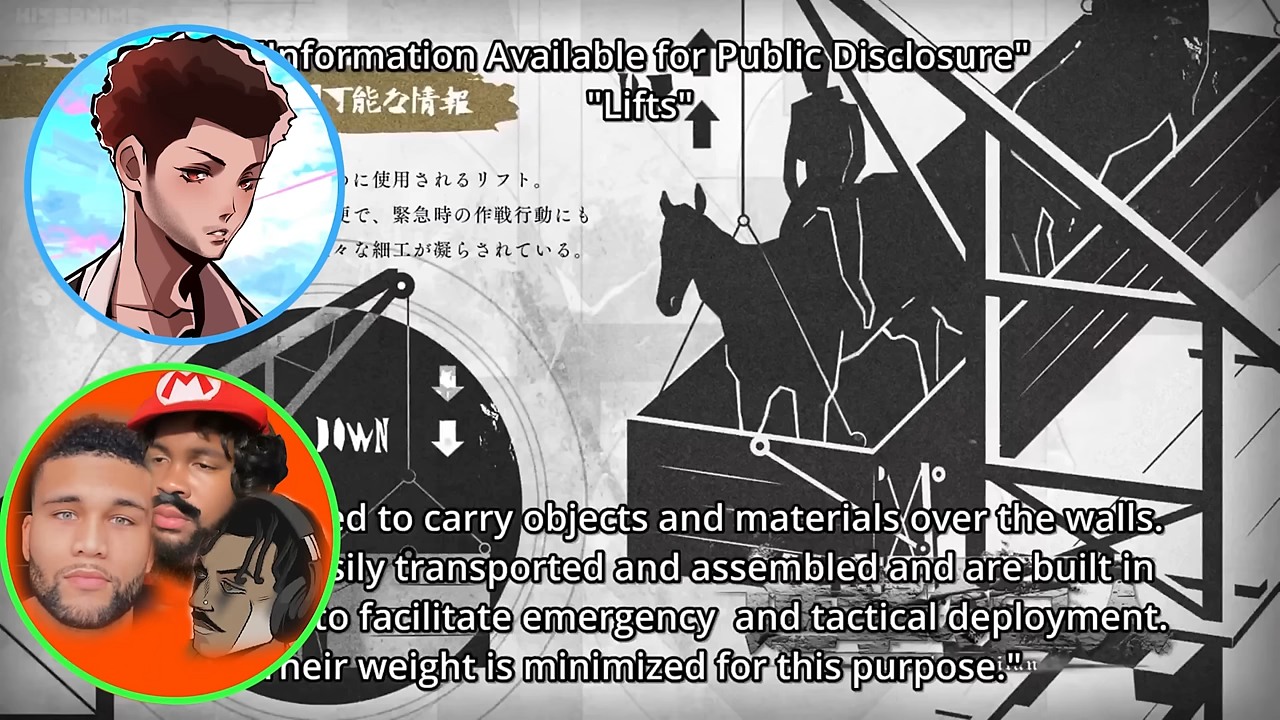 KISSANIME
"Information Available for Public Disclosure"
"Lifts"
可能な情報
に使用されるリフト。
で、緊急時の作戦行動にも
々な細工が凝らされている。
M
DOWN
ed to carry objects and materials over the walls.
sily transported and assembled and are built in
to facilitate emergency and tactical deployment.
heir weight is minimized for this purpose."